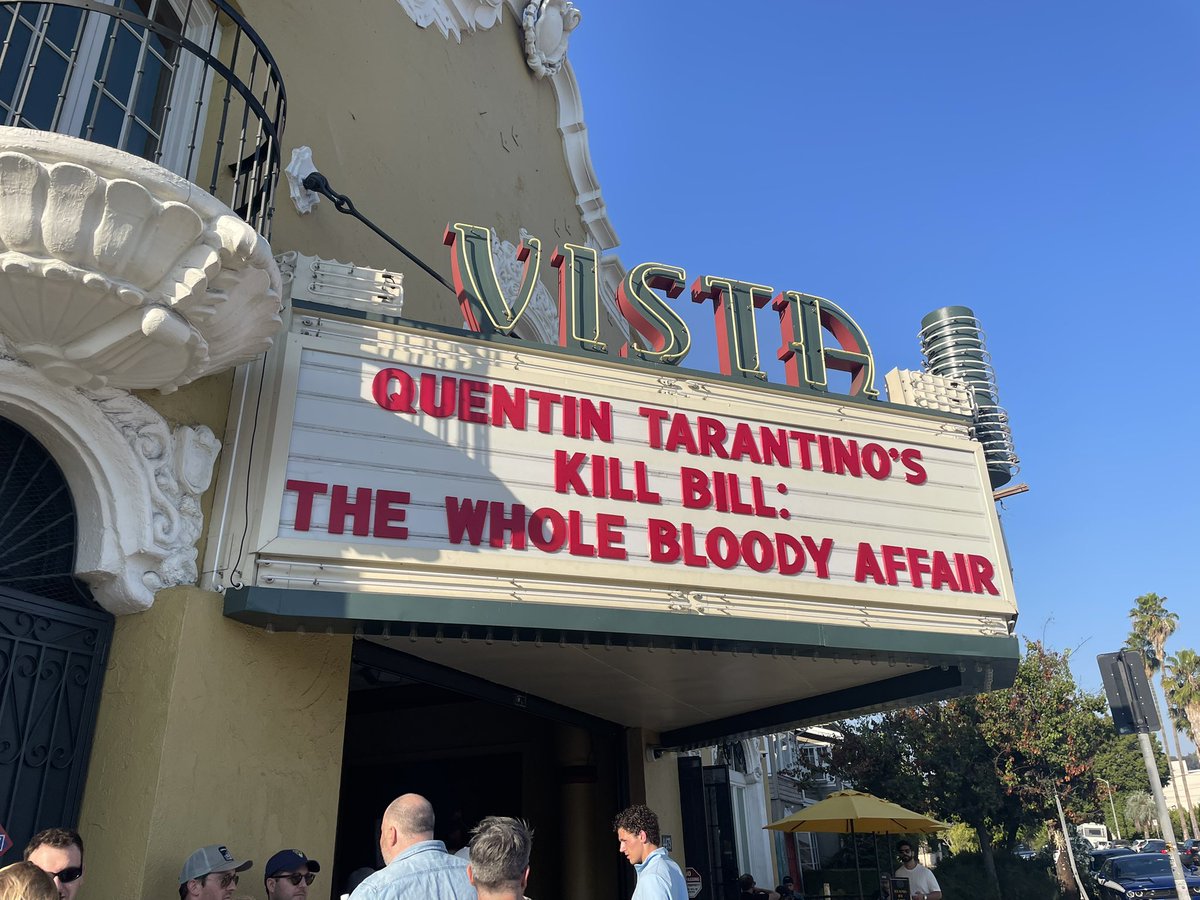 VISTA
QUENTIN TARANTINO'S
KILL BILL:
THE WHOLE BLOODY AFFAIR